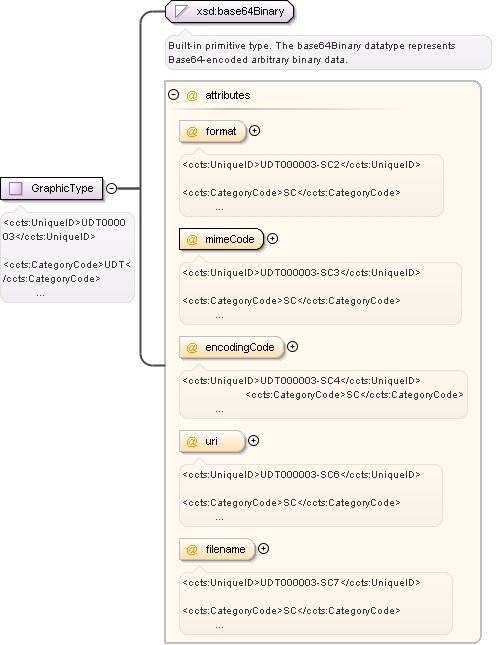 xsd:base64Binary
Built-in primitive type. The base64Binary datatype represents
Base64-encoded arbitrary binary data.
@ attributes
@ format
<ccts:UniqueID>UDT000003-SC2</ccts:UniqueID>
<ccts:CategoryCode>SC</ccts:CategoryCode>
...
GraphicType
<ccts:UniqueID>UDT0000
03</ccts:UniqueID>
<ccts:CategoryCode>UDT<
/ccts:CategoryCode>
...
@ mimeCode
<ccts:UniqueID>UDT000003-SC3</ccts:UniqueID>
<ccts:CategoryCode>SC</ccts:CategoryCode>
...
@ encodingCode
<ccts:UniqueID>UDT000003-SC4</ccts:UniqueID>
<ccts:CategoryCode>SC</ccts:CategoryCode>
...
@ uri
<ccts:UniqueID>UDT000003-SC6</ccts:UniqueID>
<ccts:CategoryCode>SC</ccts:CategoryCode>
...
@ filename
<ccts:UniqueID>UDT000003-SC7</ccts:UniqueID>
<ccts:CategoryCode>SC</ccts:CategoryCode>
...